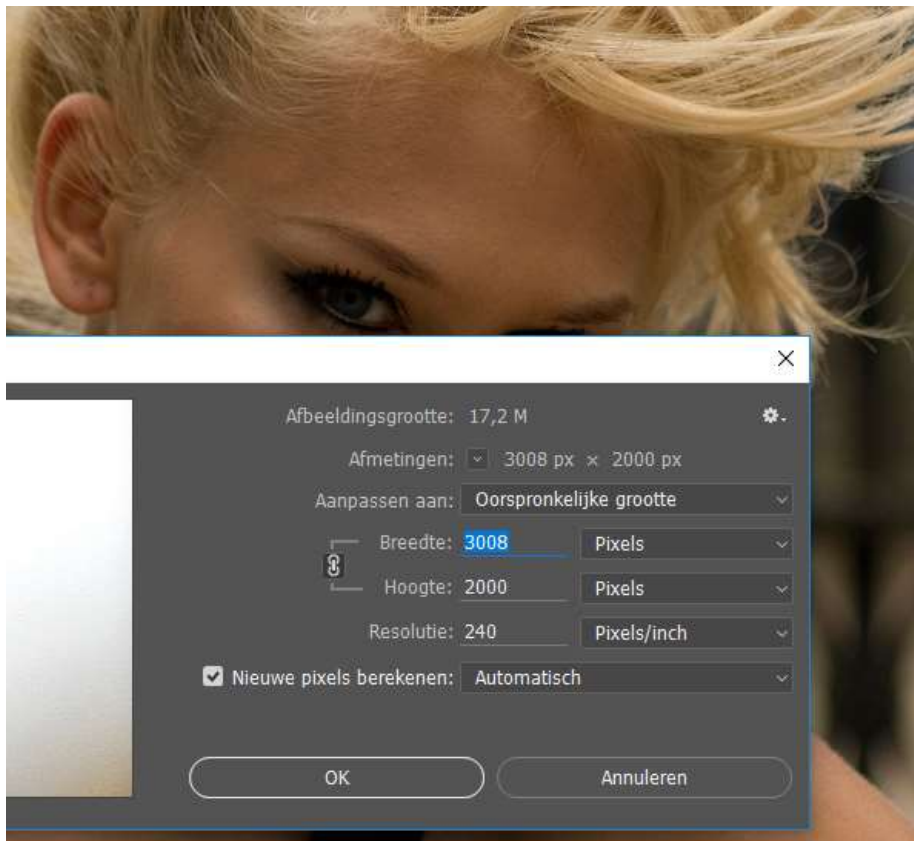 Afbeeldingsgrootte: 17,2 M
Afmetingen: 3008 px × 2000 px
Aanpassen aan: Oorspronkelijke grootte
Breedte: 3008 Pixels
Hoogte: 2000 Pixels
Resolutie: 240 Pixels/inch
Nieuwe pixels berekenen: Automatisch
OK Annuleren